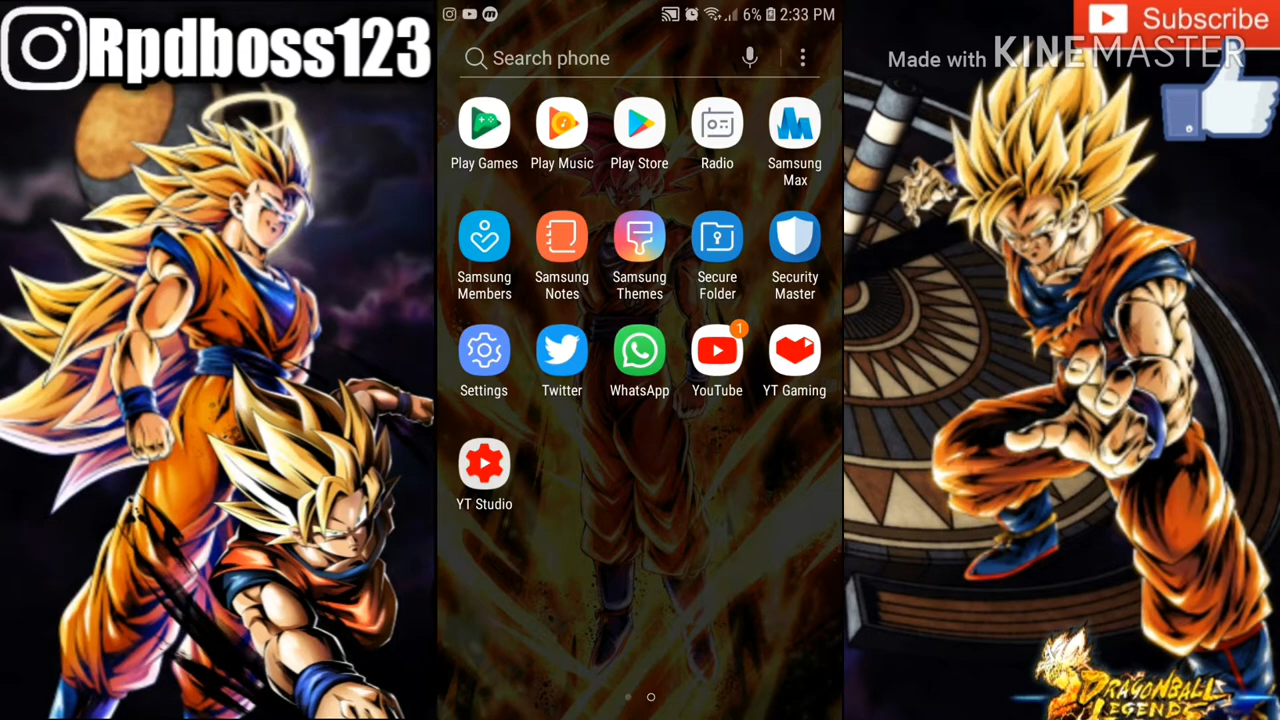 Rpdboss123
6% 2:33 PM
Subscribe
Made with KINEMASTER
Search phone
Play Games
Play Music
Play Store
Radio
Samsung
Max
Samsung
Members
Samsung
Notes
Samsung
Themes
Secure
Folder
Security
Master
Settings
Twitter
WhatsApp
1
YouTube
YT Gaming
YT Studio
DRAGONBALL
LEGENDS